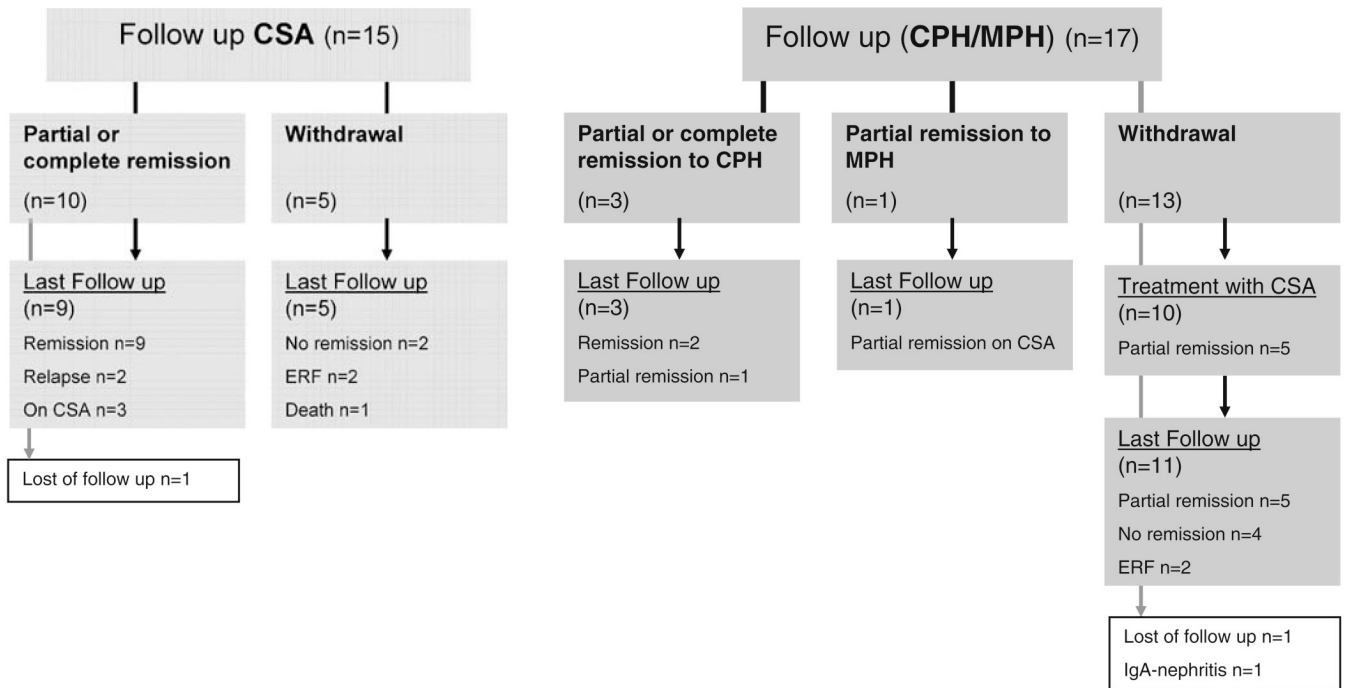 Follow up CSA (n=15)
Partial or
complete remission
(n=10)
Withdrawal
(n=5)
Last Follow up
(n=9)
Remission n=9
Relapse n=2
On CSA n=3
Last Follow up
(n=5)
No remission n=2
ERF n=2
Death n=1
Lost of follow up n=1
Follow up (CPH/MPH) (n=17)
Partial or complete
remission to CPH
(n=3)
Partial remission to
MPH
(n=1)
Withdrawal
(n=13)
Last Follow up
(n=3)
Remission n=2
Partial remission n=1
Last Follow up
(n=1)
Partial remission on CSA
Treatment with CSA
(n=10)
Partial remission n=5
Last Follow up
(n=11)
Partial remission n=5
No remission n=4
ERF n=2
Lost of follow up n=1
IgA-nephritis n=1